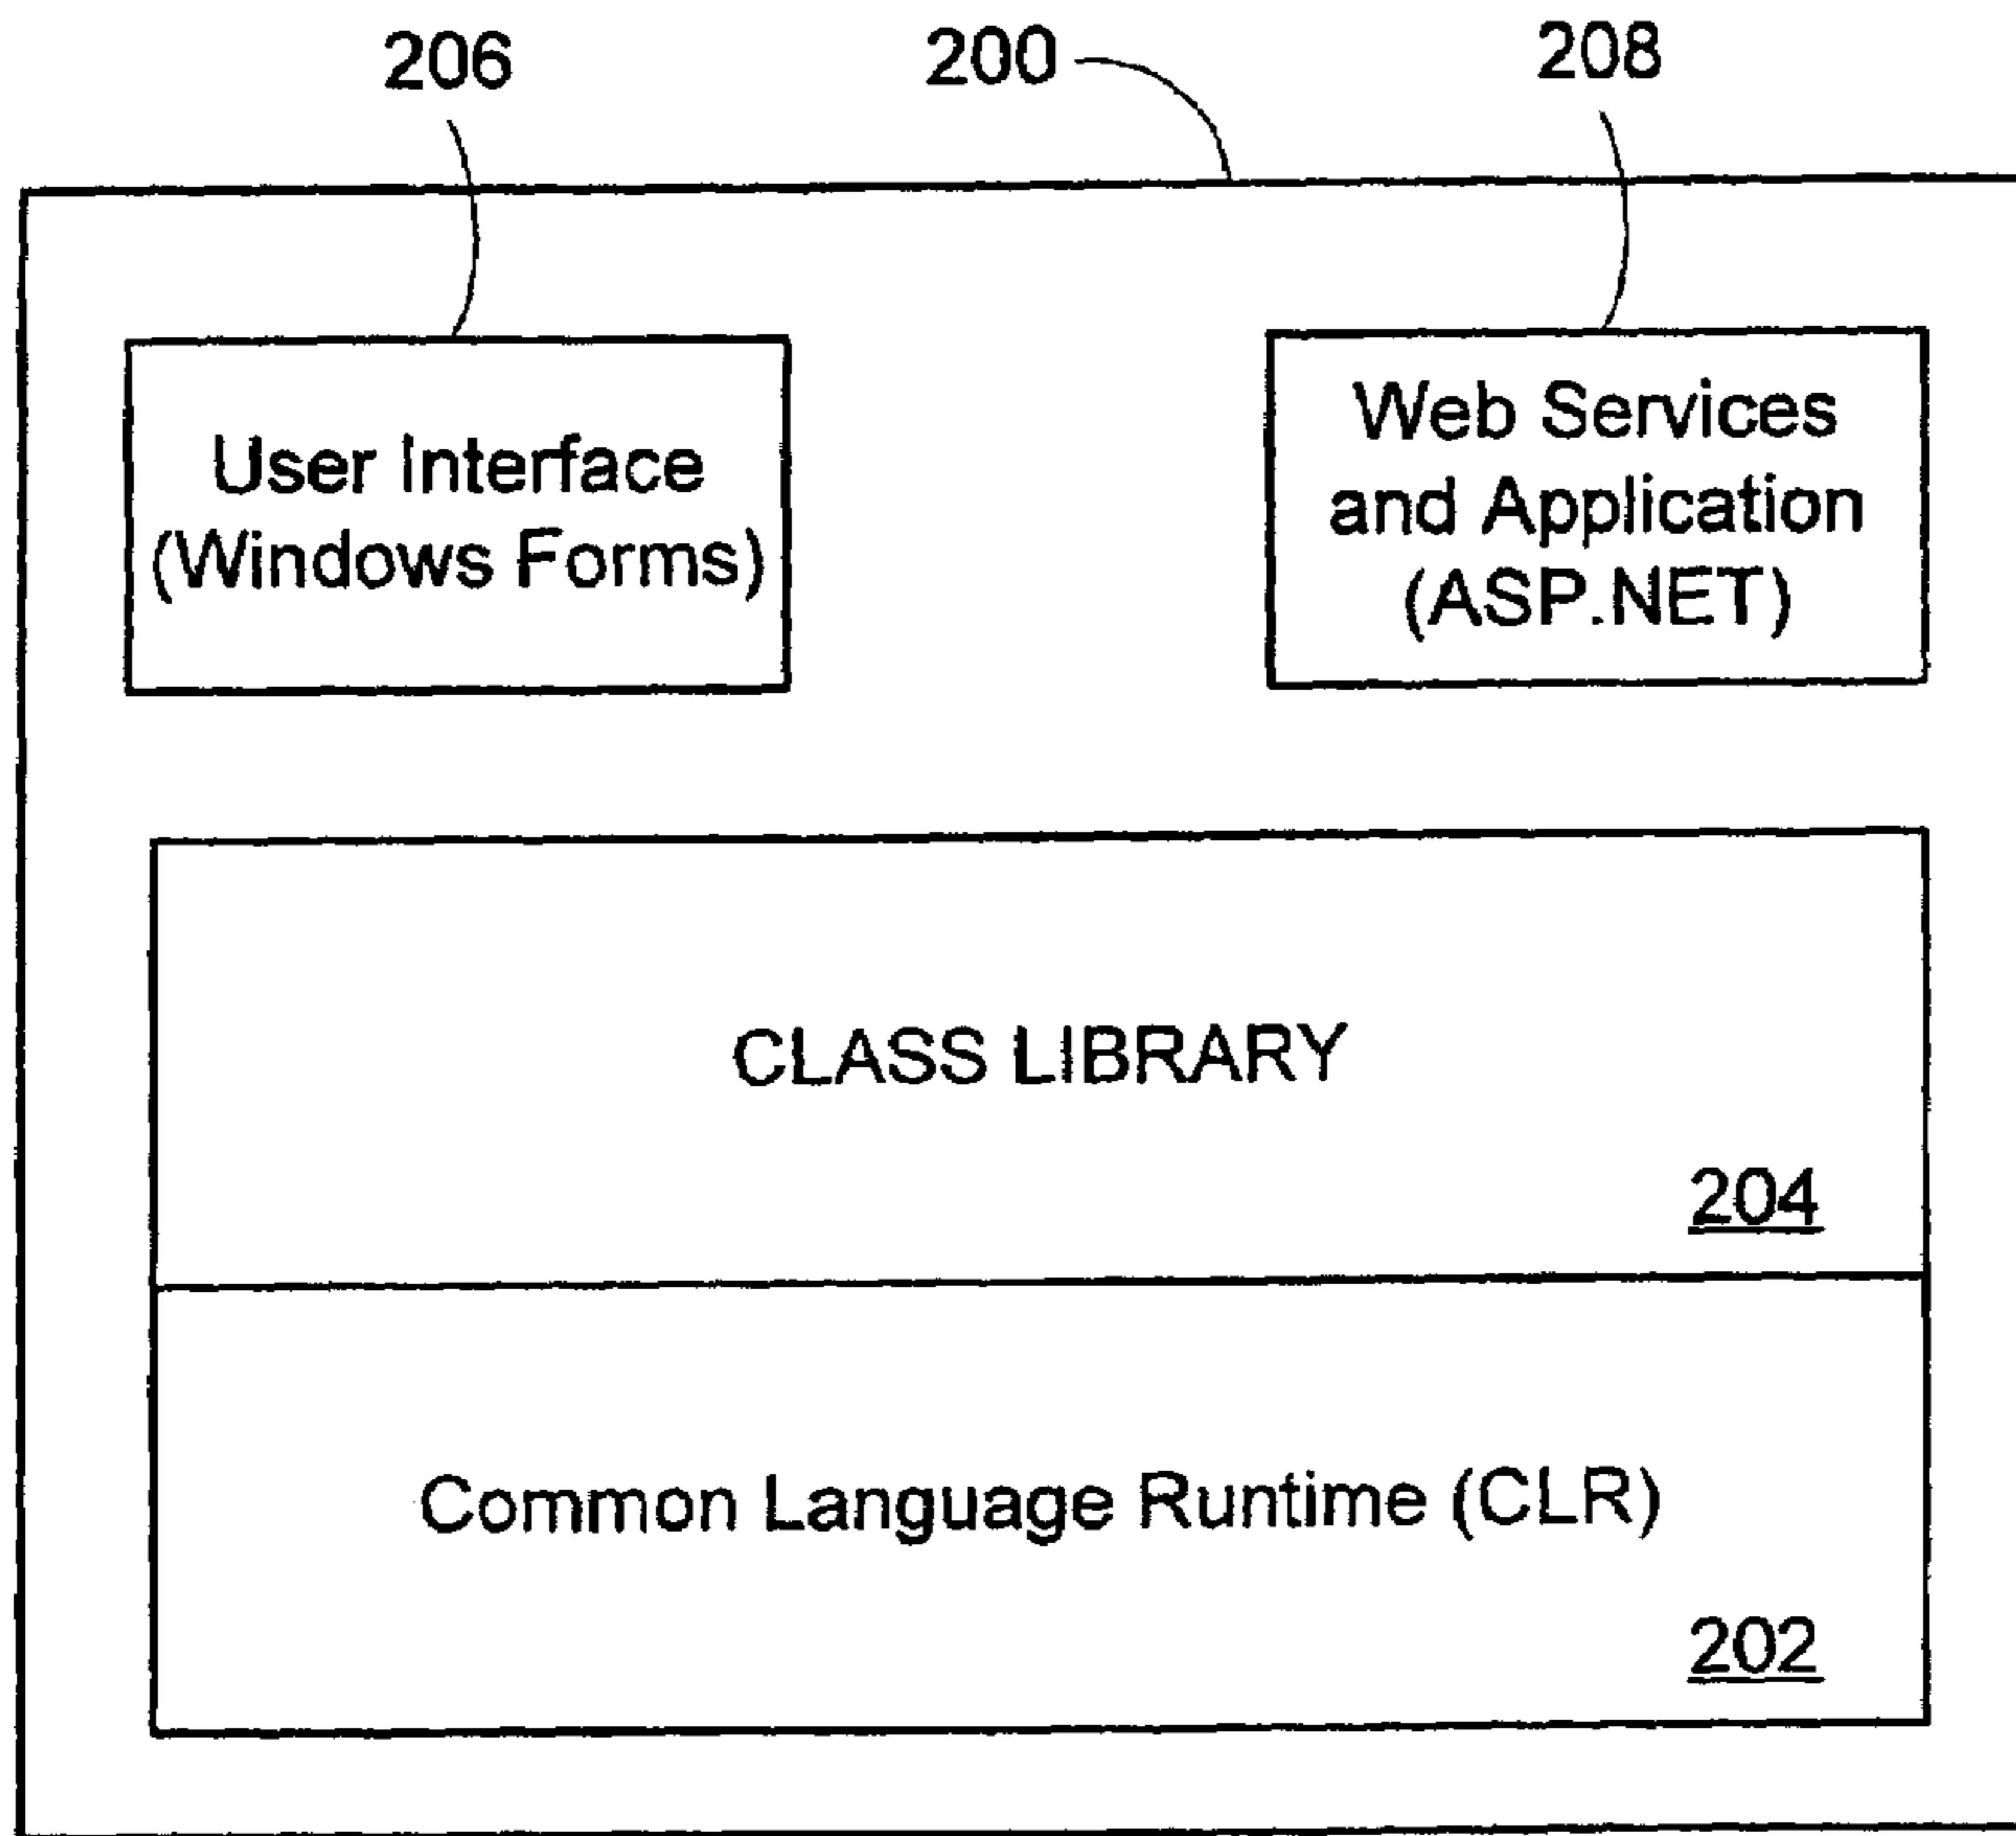 206 200 208
User Interface
(Windows Forms)
Web Services
and Application
(ASP.NET)
CLASS LIBRARY
204
Common Language Runtime (CLR)
202